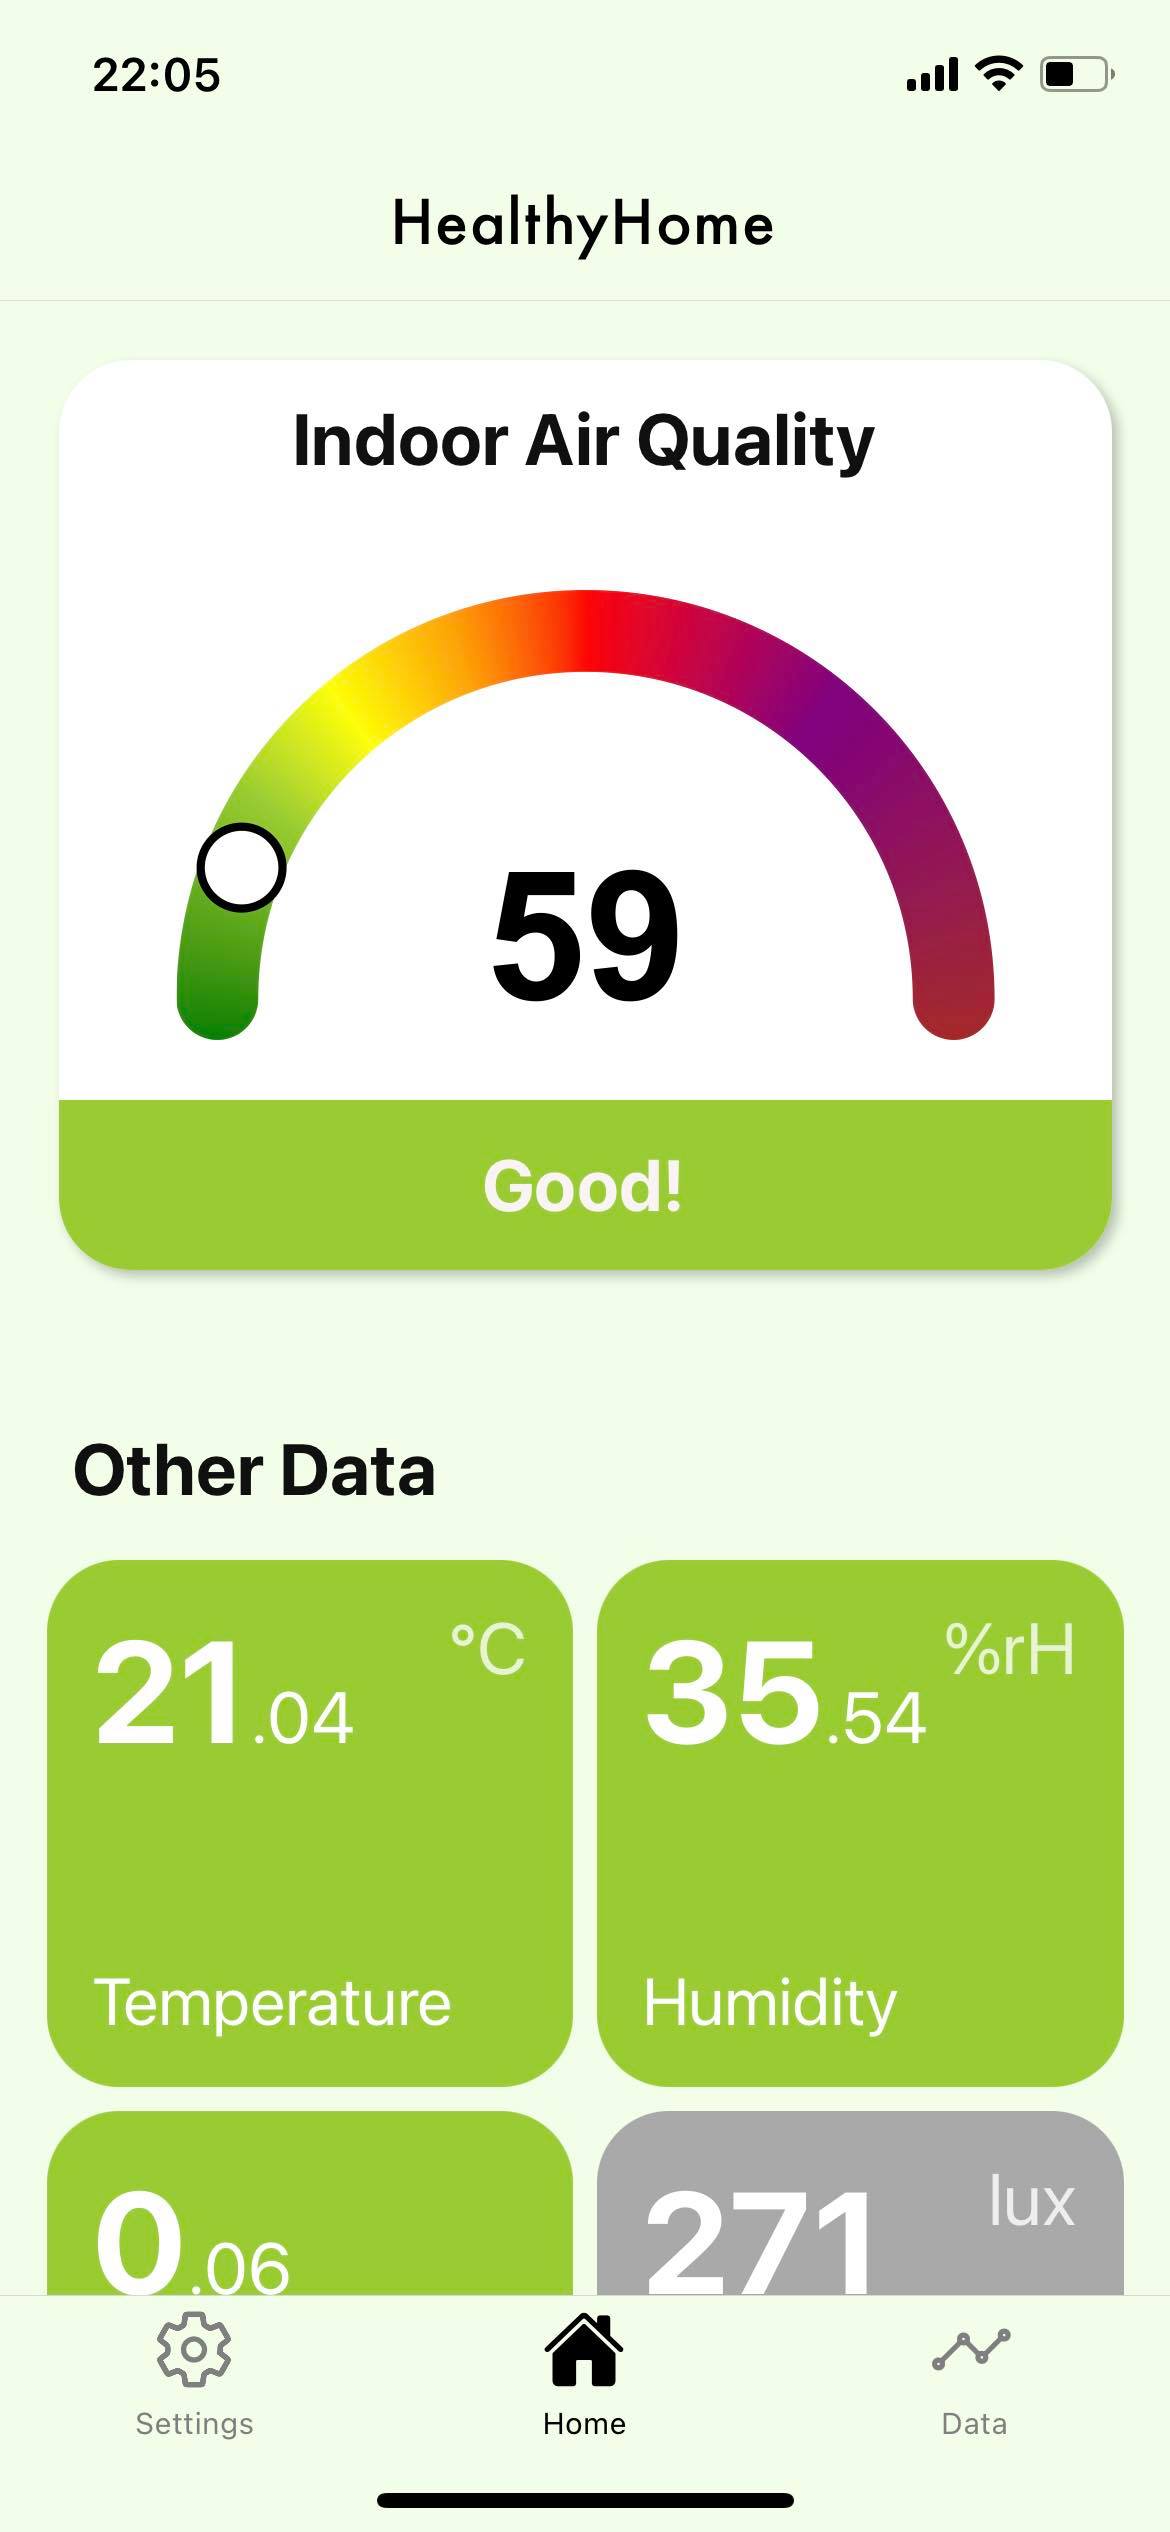 22:05
HealthyHome
Indoor Air Quality
59
Good!
Other Data
21.04 °C
35.54 %rH
Temperature
Humidity
0.06
271 lux
Settings
Home
Data